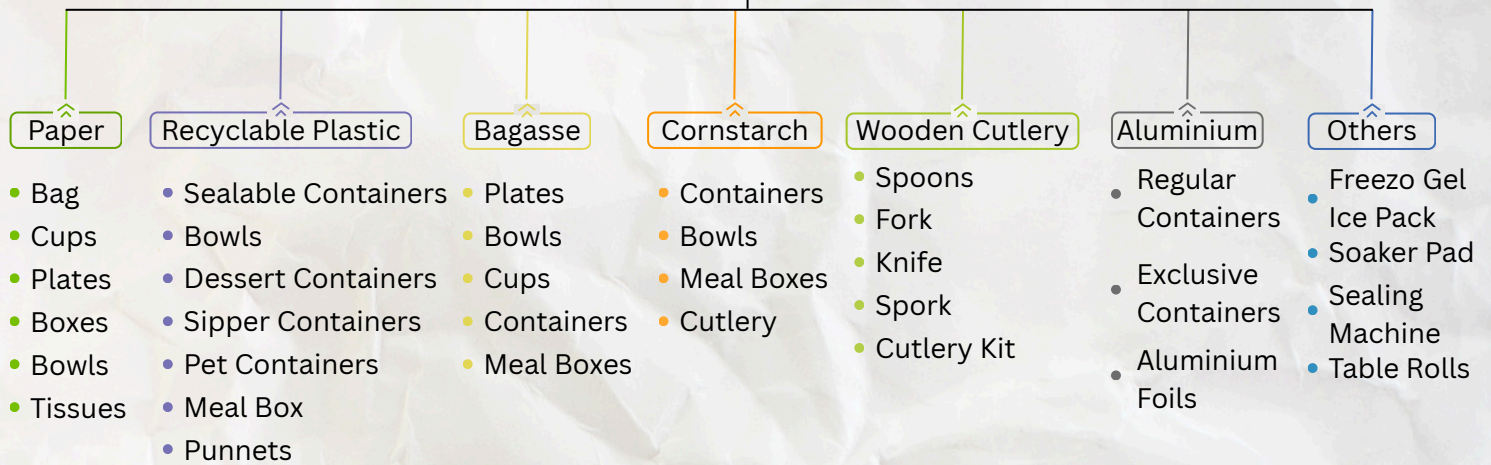 Paper
Bag
Cups
Plates
Boxes
Bowls
Tissues
Recyclable Plastic
Sealable Containers
Bowls
Dessert Containers
Sipper Containers
Pet Containers
Meal Box
Punnets
Bagasse
Plates
Bowls
Cups
Containers
Meal Boxes
Cornstarch
Containers
Bowls
Meal Boxes
Cutlery
Wooden Cutlery
Spoons
Fork
Knife
Spork
Cutlery Kit
Aluminium
Regular
Containers
Exclusive
Containers
Aluminium
Foils
Others
Freezo Gel
Ice Pack
Soaker Pad
Sealing
Machine
Table Rolls